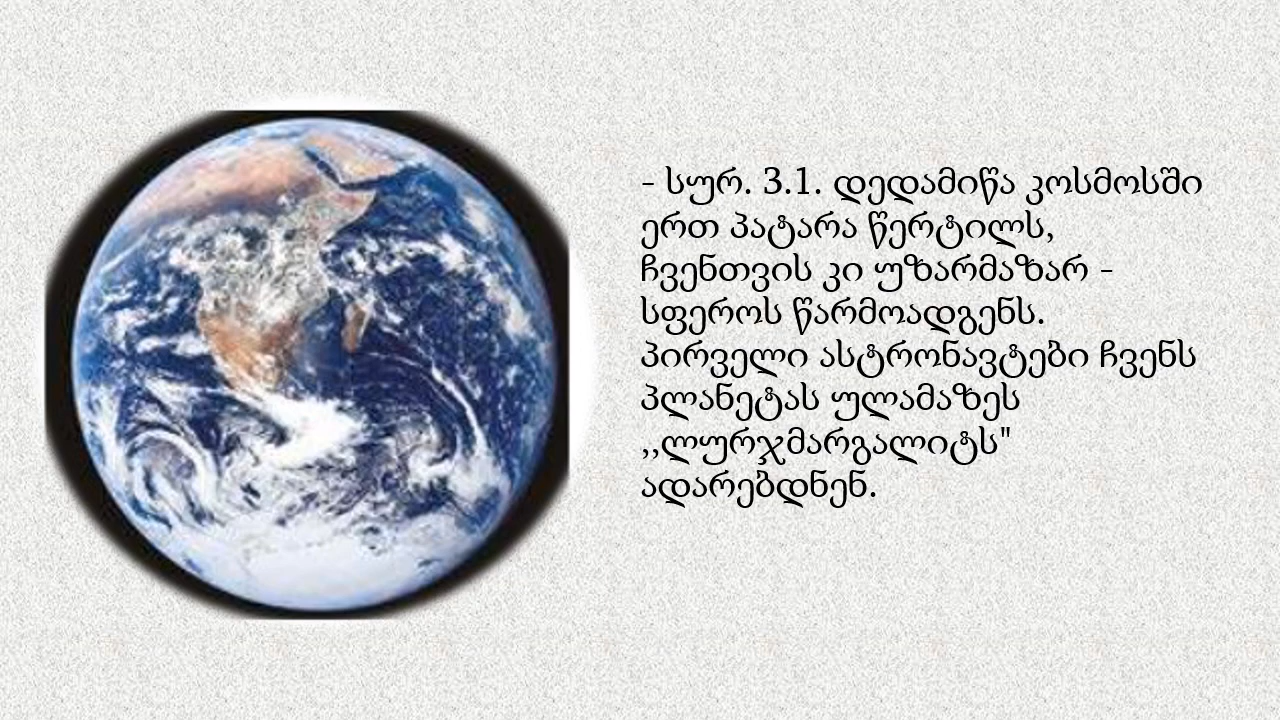 - სურ. 3.1. დედამიწა კოსმოსში
ერთ პატარა წერტილს,
ჩვენთვის კი უზარმაზარ -
სფეროს წარმოადგენს.
პირველი ასტრონავტები ჩვენს
პლანეტას ულამაზეს
,,ლურჯმარგალიტს"
ადარებდნენ.